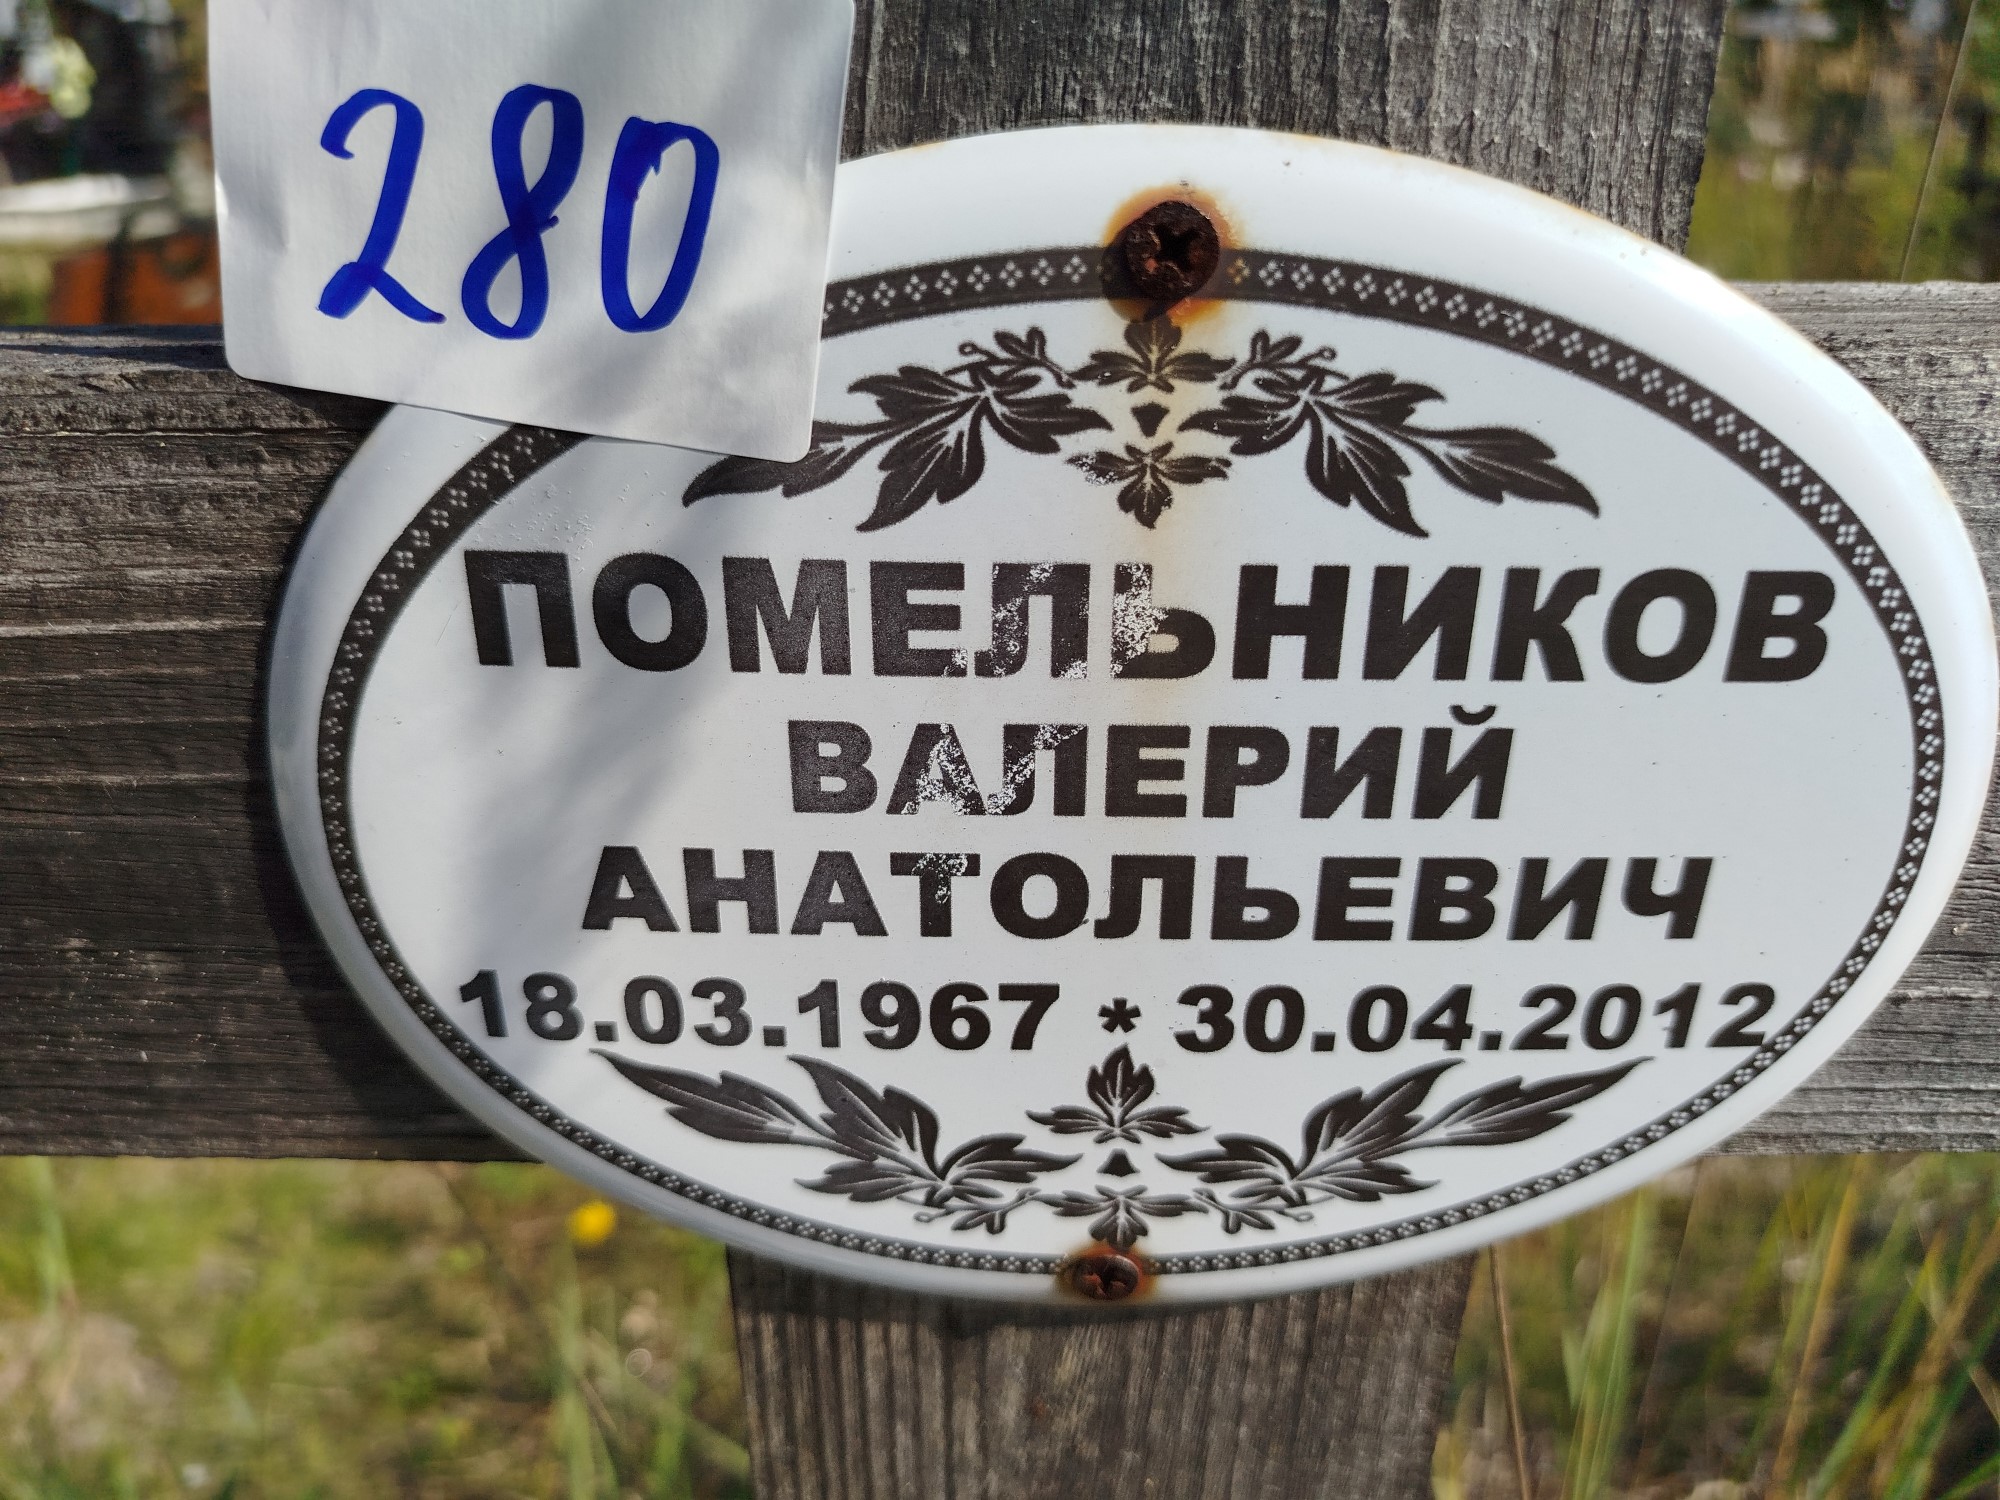 280
ПОМЕЛЬНИКОВ
ВАЛЕРИЙ
АНАТОЛЬЕВИЧ
18.03.1967 * 30.04.2012